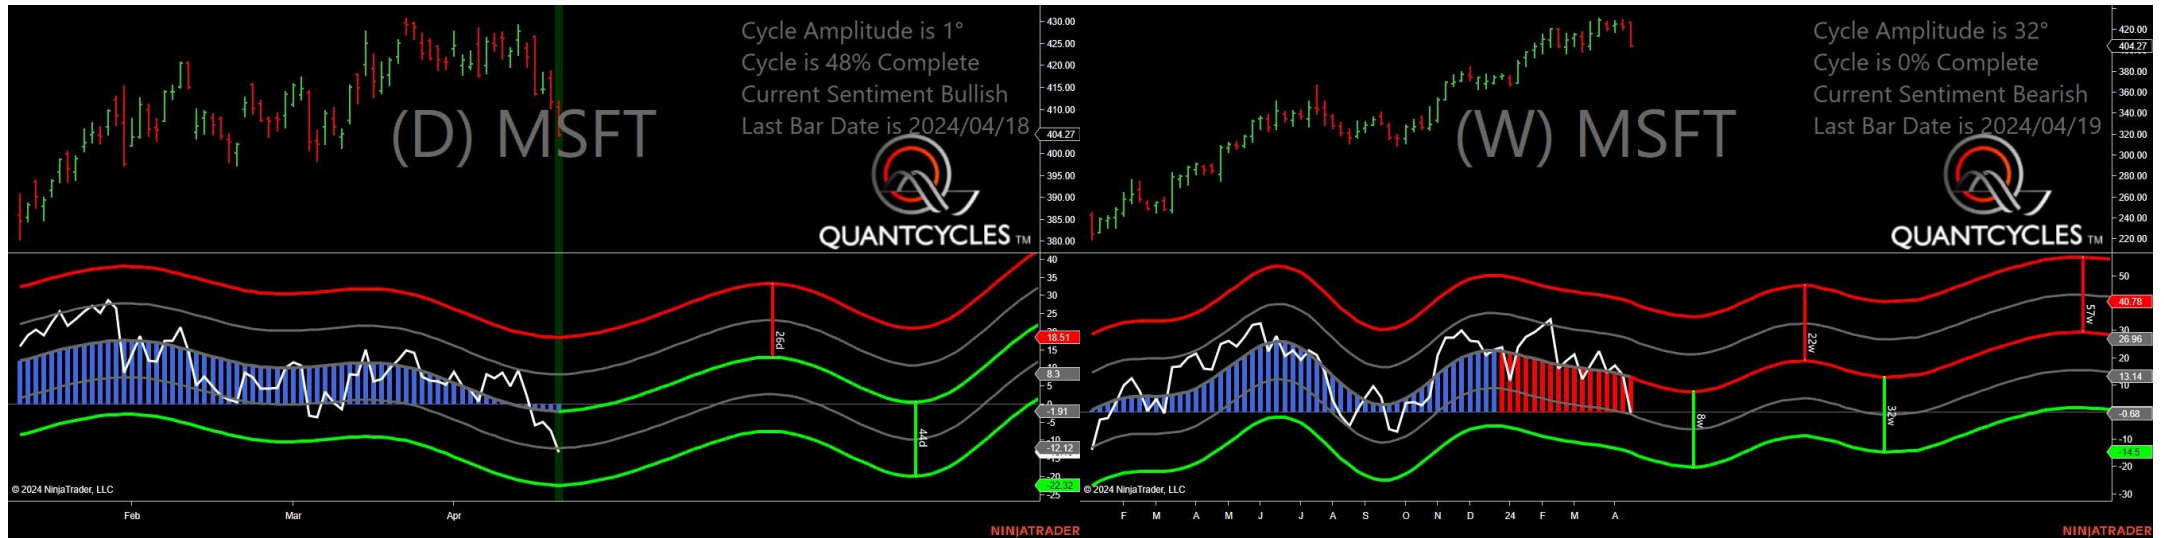 Cycle Amplitude is 1°
Cycle is 48% Complete
Current Sentiment Bullish
Last Bar Date is 2024/04/18
(D) MSFT
QUANTCYCLES TM
430.00
425.00
420.00
415.00
410.00
404.27
400.00
395.00
390.00
385.00
380.00
40
35
30
25
18.51
15
8.3
5
0
-1.91
-5
-10
-12.12
-22.32
-25
26d
44d
© 2024 NinjaTrader, LLC
Feb
Mar
Apr
NINJATRADER
Cycle Amplitude is 32°
Cycle is 0% Complete
Current Sentiment Bearish
Last Bar Date is 2024/04/19
(W) MSFT
QUANTCYCLES TM
420.00
404.27
380.00
360.00
340.00
320.00
300.00
280.00
260.00
240.00
220.00
50
40.78
30
26.96
20
13.14
10
-0.68
-10
-14.5
-20
-30
8w
22w
32w
57w
© 2024 NinjaTrader, LLC
F
M
A
M
J
J
A
S
O
N
D
24
F
M
A
NINJATRADER